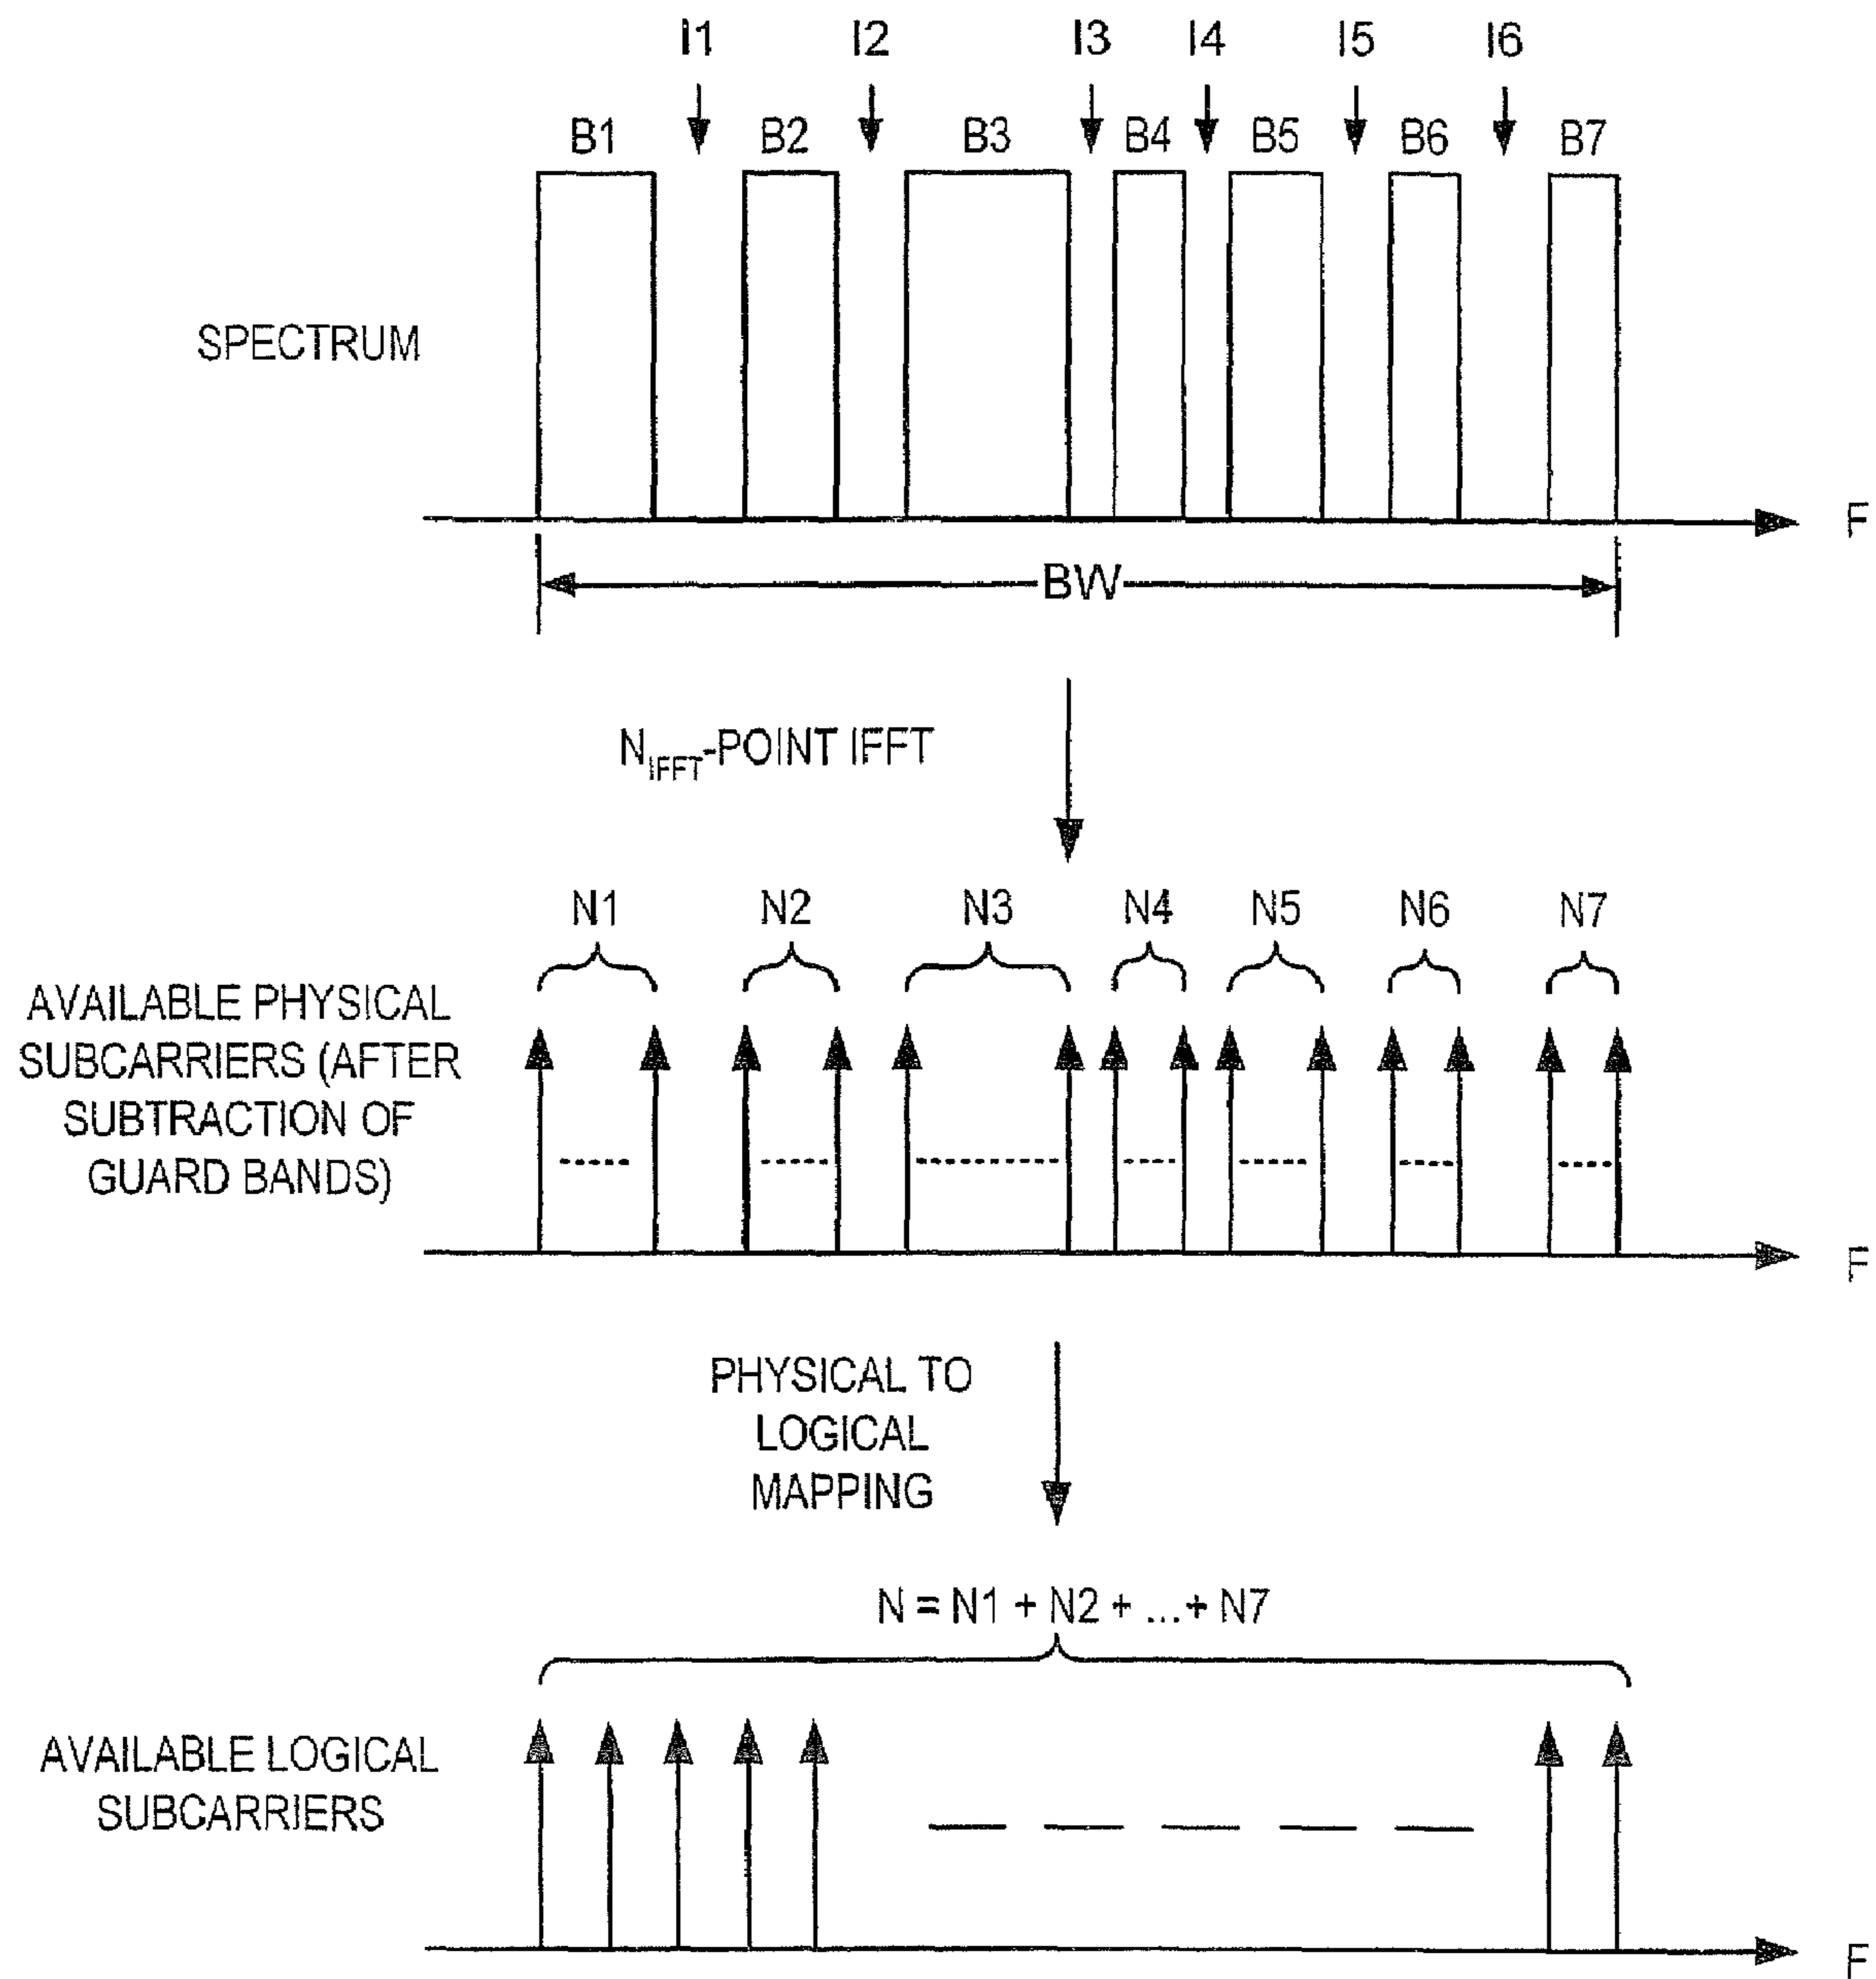 I1 I2 I3 I4 I5 I6
B1 B2 B3 B4 B5 B6 B7
SPECTRUM
F
BW
N_IFFT-POINT IFFT
N1 N2 N3 N4 N5 N6 N7
AVAILABLE PHYSICAL
SUBCARRIERS (AFTER
SUBTRACTION OF
GUARD BANDS)
F
PHYSICAL TO
LOGICAL
MAPPING
N = N1 + N2 + ...+ N7
AVAILABLE LOGICAL
SUBCARRIERS
F